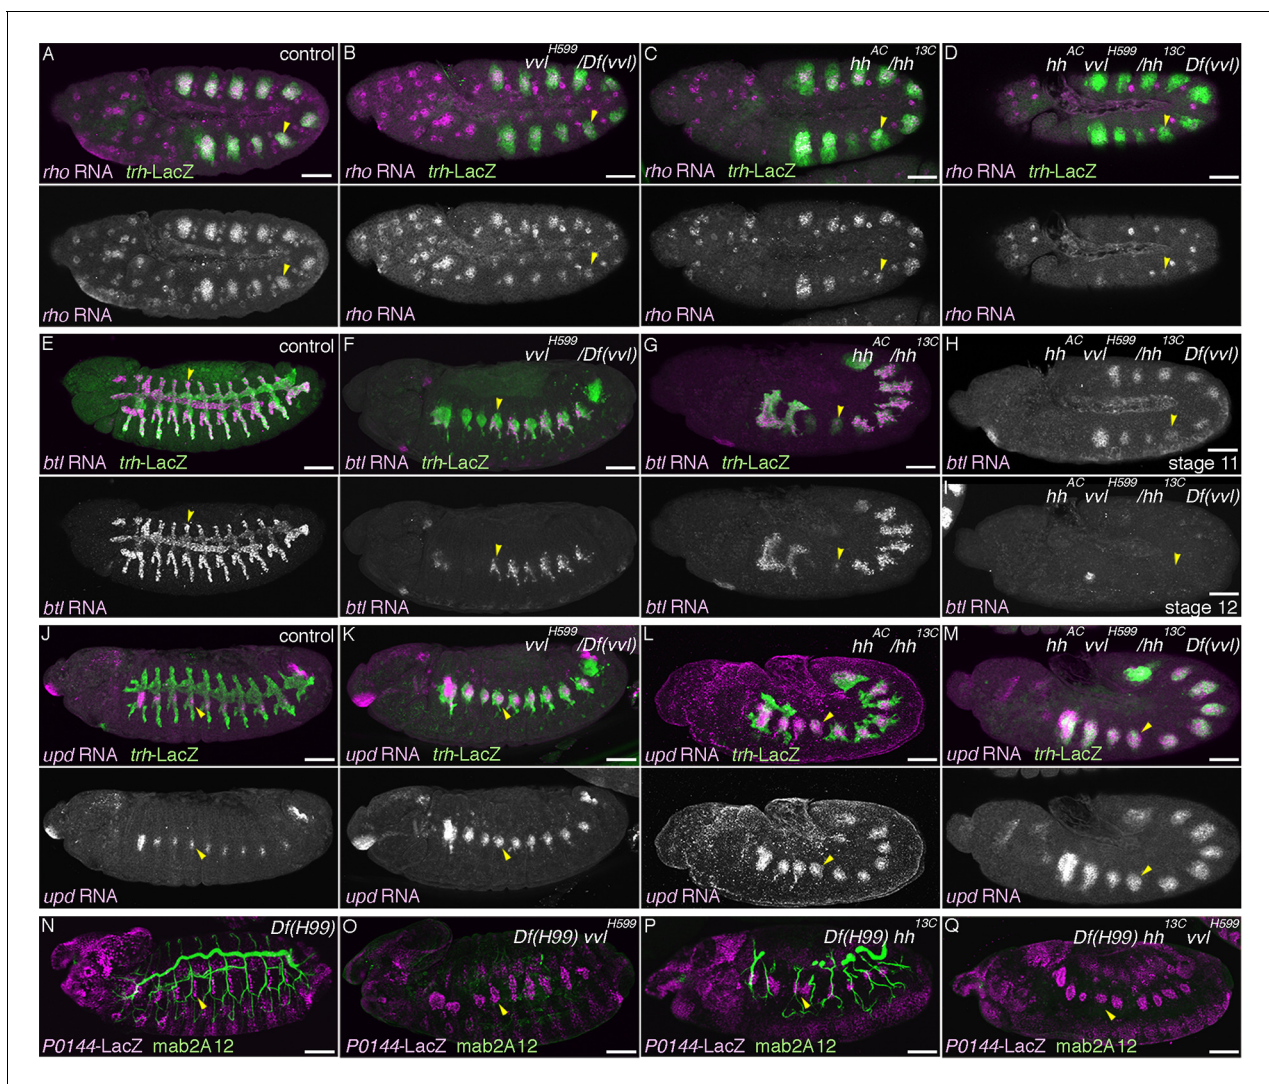 A control
B vvl H599 /Df(vvl)
C hh AC /hh 13C
D hh AC vvl H599 /hh 13C Df(vvl)
rho RNA trh-LacZ
rho RNA trh-LacZ
rho RNA trh-LacZ
rho RNA trh-LacZ
rho RNA
rho RNA
rho RNA
rho RNA
E control
F vvl H599 /Df(vvl)
G hh AC /hh 13C
H hh AC vvl H599 /hh 13C Df(vvl)
btl RNA trh-LacZ
btl RNA trh-LacZ
btl RNA trh-LacZ
btl RNA stage 11
I hh AC vvl H599 /hh 13C Df(vvl)
btl RNA
btl RNA
btl RNA
btl RNA stage 12
J control
K vvl H599 /Df(vvl)
L hh AC /hh 13C
M hh AC vvl H599 /hh 13C Df(vvl)
upd RNA trh-LacZ
upd RNA trh-LacZ
upd RNA trh-LacZ
upd RNA trh-LacZ
upd RNA
upd RNA
upd RNA
upd RNA
N Df(H99)
O Df(H99) vvl H599
P Df(H99) hh 13C
Q Df(H99) hh 13C vvl H599
P0144-LacZ mab2A12
P0144-LacZ mab2A12
P0144-LacZ mab2A12
P0144-LacZ mab2A12